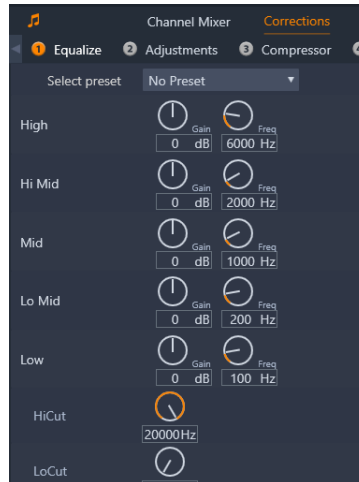 Channel Mixer Corrections
1 Equalize 2 Adjustments 3 Compressor
Select preset No Preset
High Gain Freq
0 dB 6000 Hz
Hi Mid Gain Freq
0 dB 2000 Hz
Mid Gain Freq
0 dB 1000 Hz
Lo Mid Gain Freq
0 dB 200 Hz
Low Gain Freq
0 dB 100 Hz
HiCut
20000Hz
LoCut